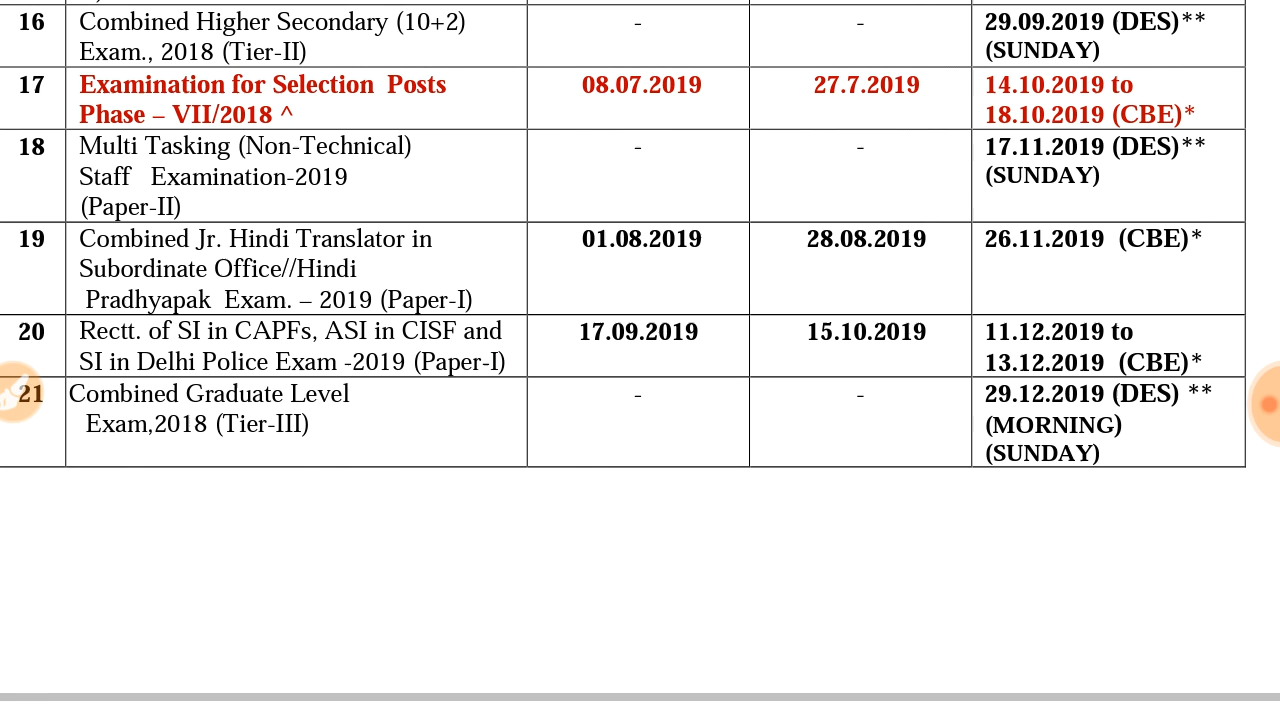 16 Combined Higher Secondary (10+2) - - 29.09.2019 (DES)**
Exam., 2018 (Tier-II) (SUNDAY)
17 Examination for Selection Posts 08.07.2019 27.7.2019 14.10.2019 to
Phase – VII/2018 ^ 18.10.2019 (CBE)*
18 Multi Tasking (Non-Technical) - - 17.11.2019 (DES)**
Staff Examination-2019 (SUNDAY)
(Paper-II)
19 Combined Jr. Hindi Translator in 01.08.2019 28.08.2019 26.11.2019 (CBE)*
Subordinate Office//Hindi
Pradhyapak Exam. – 2019 (Paper-I)
20 Rectt. of SI in CAPFs, ASI in CISF and 17.09.2019 15.10.2019 11.12.2019 to
SI in Delhi Police Exam -2019 (Paper-I) 13.12.2019 (CBE)*
21 Combined Graduate Level - - 29.12.2019 (DES) **
Exam,2018 (Tier-III) (MORNING)
(SUNDAY)